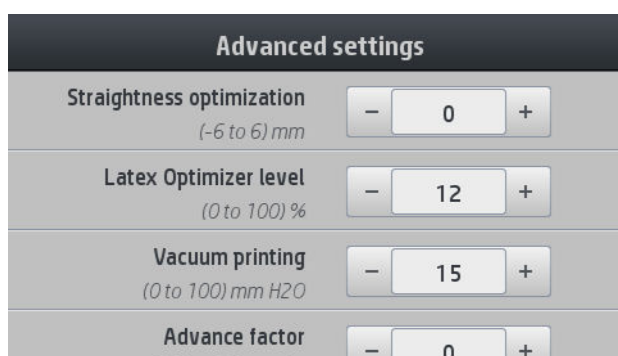 Advanced settings
Straightness optimization
− 0 +
(-6 to 6) mm
Latex Optimizer level
− 12 +
(0 to 100) %
Vacuum printing
− 15 +
(0 to 100) mm H2O
Advance factor
− 0 +